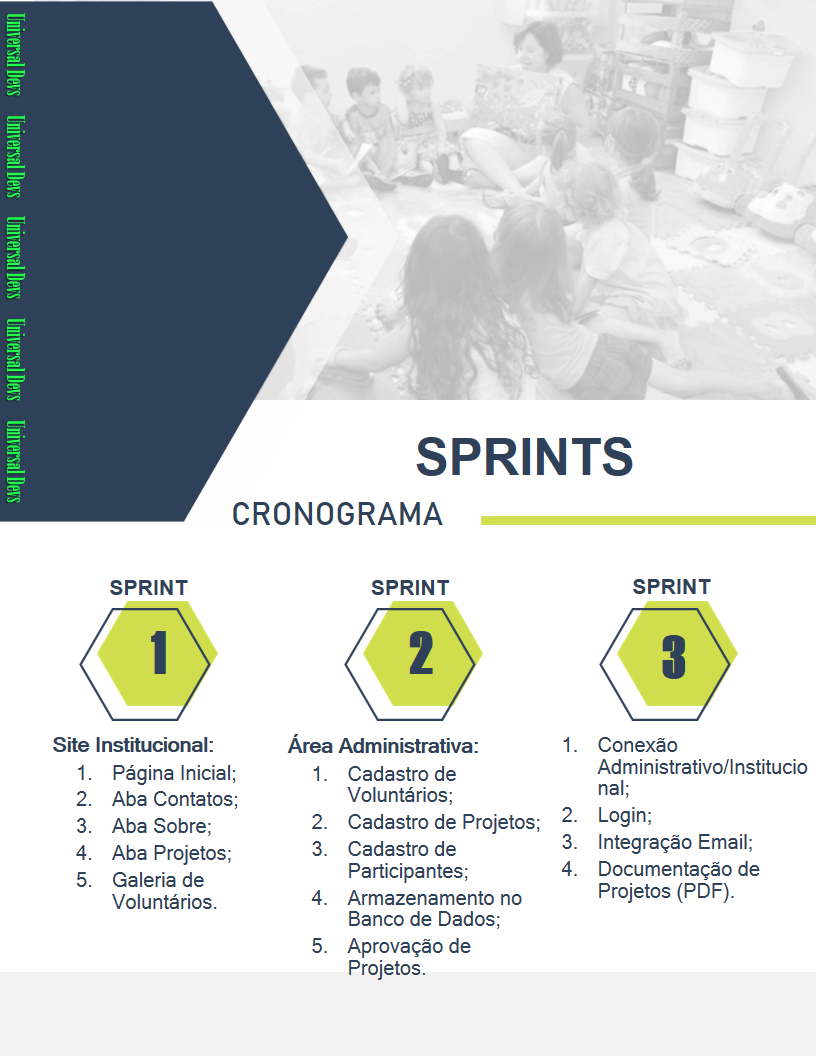 Universal Devs
Universal Devs
Universal Devs
Universal Devs
Universal Devs
SPRINTS
CRONOGRAMA
SPRINT
1
Site Institucional:
1. Página Inicial;
2. Aba Contatos;
3. Aba Sobre;
4. Aba Projetos;
5. Galeria de
Voluntários.
SPRINT
2
Área Administrativa:
1. Cadastro de
Voluntários;
2. Cadastro de Projetos;
3. Cadastro de
Participantes;
4. Armazenamento no
Banco de Dados;
5. Aprovação de
Projetos.
SPRINT
3
1. Conexão
Administrativo/Institucio
nal;
2. Login;
3. Integração Email;
4. Documentação de
Projetos (PDF).